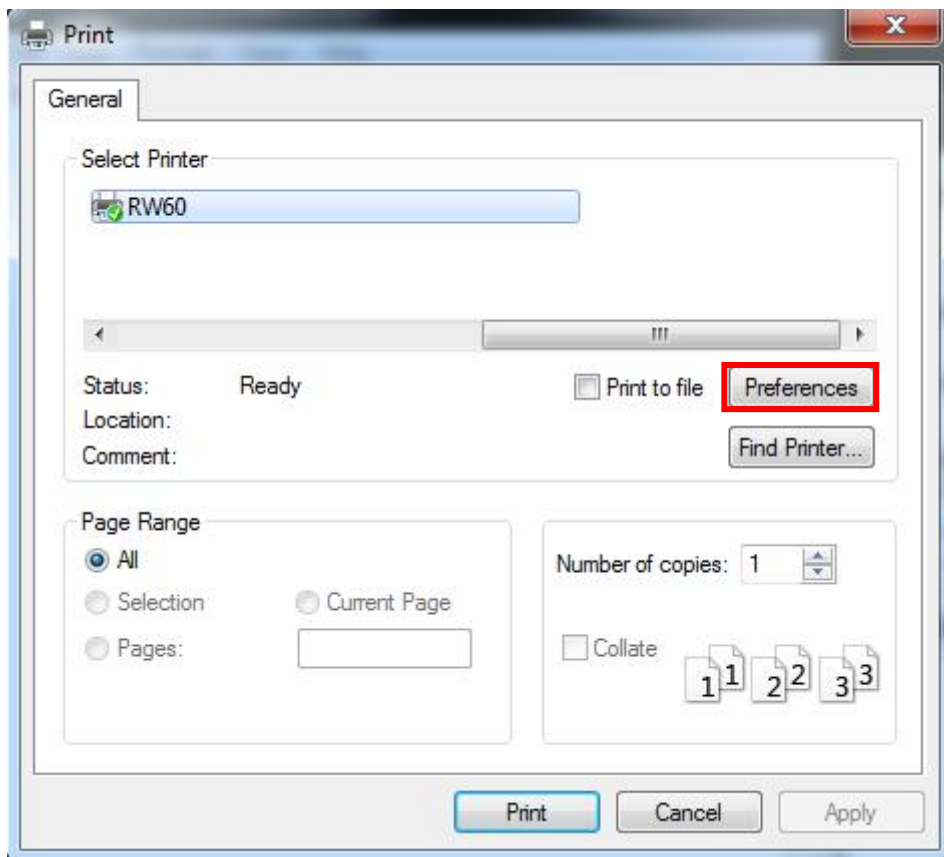 Print
General
Select Printer
RW60
Status: Ready
Print to file
Preferences
Location:
Comment:
Find Printer...
Page Range
All
Selection
Current Page
Pages:
Number of copies: 1
Collate
1 1 2 2 3 3
Print
Cancel
Apply